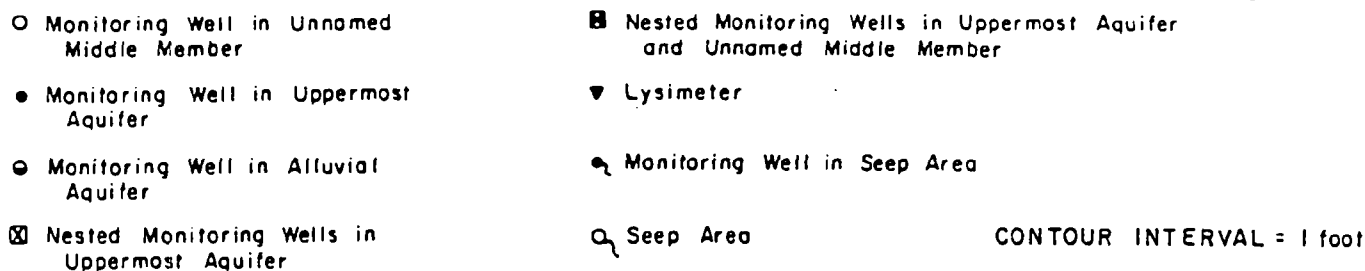 Monitoring Well in Unnamed
Middle Member
Monitoring Well in Uppermost
Aquifer
Monitoring Well in Alluvial
Aquifer
Nested Monitoring Wells in
Uppermost Aquifer
Nested Monitoring Wells in Uppermost Aquifer
and Unnamed Middle Member
Lysimeter
Monitoring Well in Seep Area
Seep Area
CONTOUR INTERVAL = 1 foot